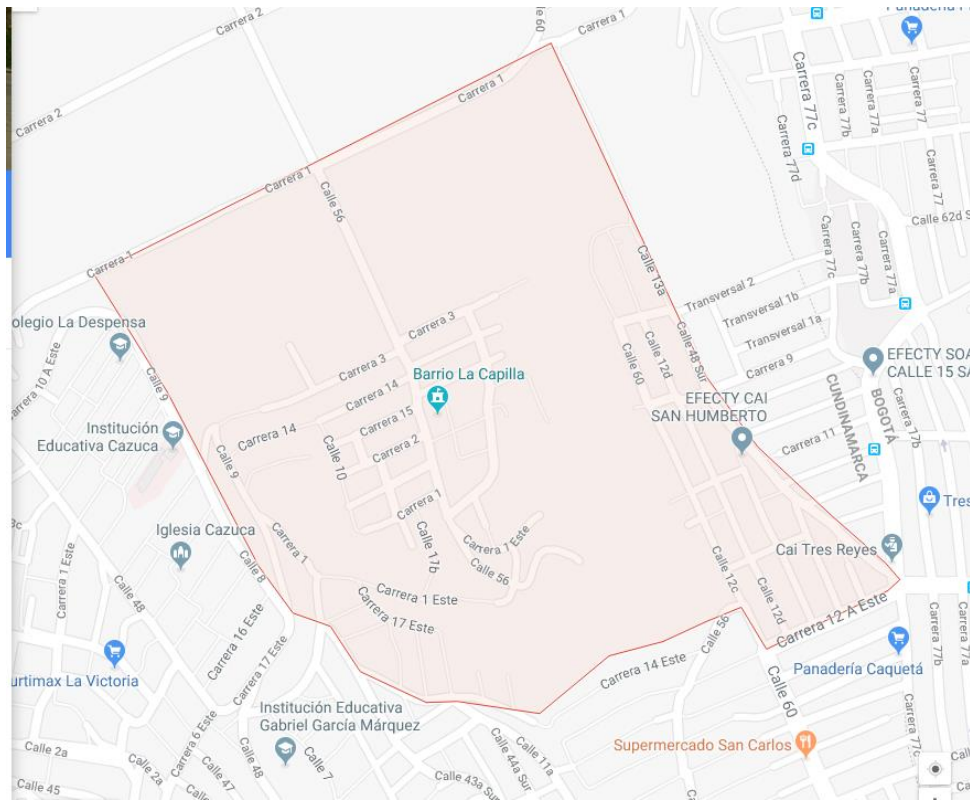 Carrera 2
Calle 60
Carrera 1
Carrera 2
Carrera 1
Carrera 77c
Carrera 77b
Carrera 77a
Carrera 77
Carrera 77d
Carrera 1
Calle 56
Carrera 77
Calle 62d S
Carrera 1
Calle 13a
Carrera 77c
Carrera 77b
Carrera 77a
Transversal 2
Transversal 1b
Transversal 1a
olegio La Despensa
Carrera 3
Carrera 3
Calle 48 Sur
Calle 12d
Calle 60
Carrera 9
EFECTY SOA
CALLE 15 SA
Carrera 10 A Este
Calle 9
Barrio La Capilla
Carrera 14
Carrera 15
EFECTY CAI
SAN HUMBERTO
CUNDINAMARCA
BOGOTÁ
Carrera 17b
Institución
Educativa Cazuca
Carrera 14
Carrera 2
Calle 10
Calle 9
Carrera 11
Tres
Carrera 1
Iglesia Cazuca
Carrera 1
Calle 17b
Carrera 1 Este
Calle 56
Cai Tres Reyes
Carrera 1 Este
Calle 48
Calle 8
Carrera 1 Este
Carrera 17 Este
Calle 12c
Calle 12d
Carrera 12 A Este
Carrera 16 Este
Carrera 17 Este
Calle 56
Carrera 14 Este
Panadería Caquetá
Carrera 77b
Carrera 77a
urtimax La Victoria
Calle 60
Institución Educativa
Gabriel García Márquez
Carrera 6 Este
Supermercado San Carlos
Carrera 77c
Calle 2a
Calle 2a
Calle 47
Calle 48
Calle 7
Calle 44a Sur
Calle 11a
Calle 43a Sur
Calle 45